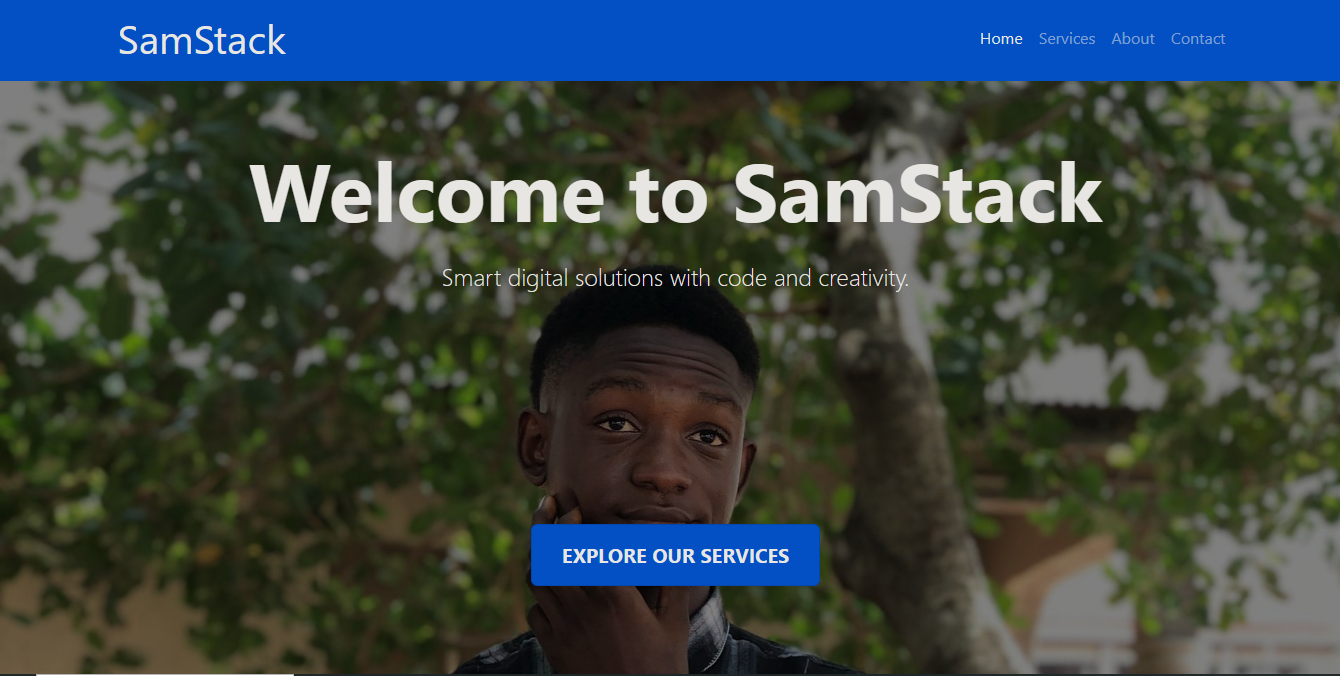 SamStack
Home Services About Contact
Welcome to SamStack
Smart digital solutions with code and creativity.
EXPLORE OUR SERVICES